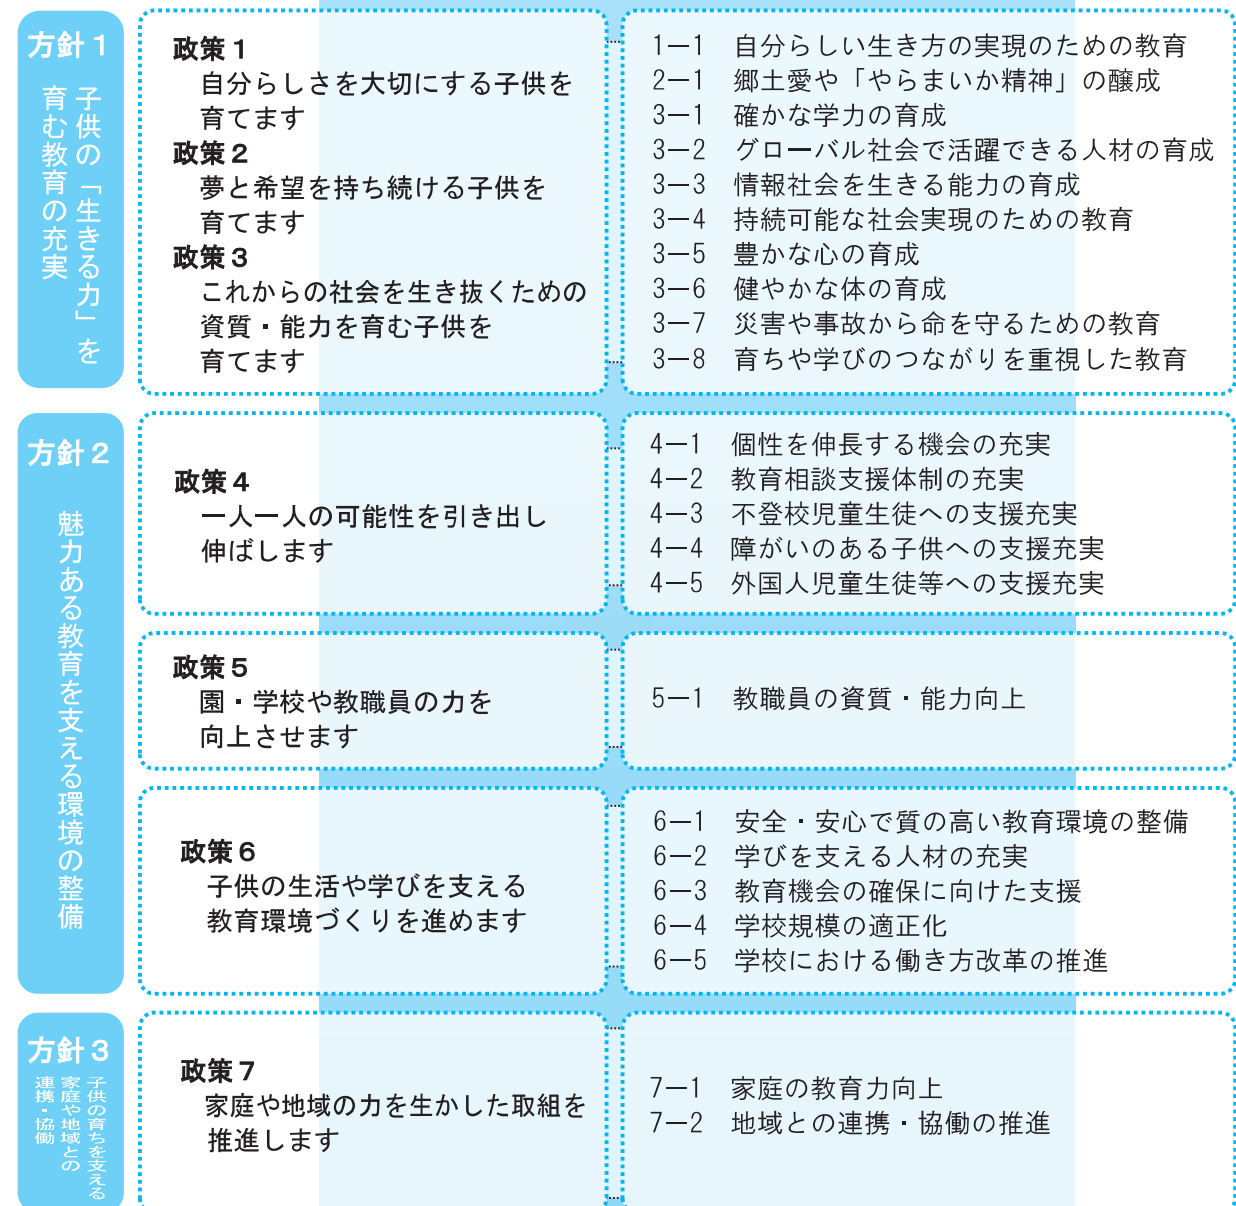 方針１
子供の「生きる力」を
育む教育の充実
政策１
自分らしさを大切にする子供を
育てます
政策２
夢と希望を持ち続ける子供を
育てます
政策３
これからの社会を生き抜くための
資質・能力を育む子供を
育てます
1－1　自分らしい生き方の実現のための教育
2－1　郷土愛や「やらまいか精神」の醸成
3－1　確かな学力の育成
3－2　グローバル社会で活躍できる人材の育成
3－3　情報社会を生きる能力の育成
3－4　持続可能な社会実現のための教育
3－5　豊かな心の育成
3－6　健やかな体の育成
3－7　災害や事故から命を守るための教育
3－8　育ちや学びのつながりを重視した教育
方針２
魅力ある教育を支える環境の整備
政策４
一人一人の可能性を引き出し
伸ばします
4－1　個性を伸長する機会の充実
4－2　教育相談支援体制の充実
4－3　不登校児童生徒への支援充実
4－4　障がいのある子供への支援充実
4－5　外国人児童生徒等への支援充実
政策５
園・学校や教職員の力を
向上させます
5－1　教職員の資質・能力向上
政策６
子供の生活や学びを支える
教育環境づくりを進めます
6－1　安全・安心で質の高い教育環境の整備
6－2　学びを支える人材の充実
6－3　教育機会の確保に向けた支援
6－4　学校規模の適正化
6－5　学校における働き方改革の推進
方針３
子供の育ちを支える
家庭や地域との
連携・協働
政策７
家庭や地域の力を生かした取組を
推進します
7－1　家庭の教育力向上
7－2　地域との連携・協働の推進